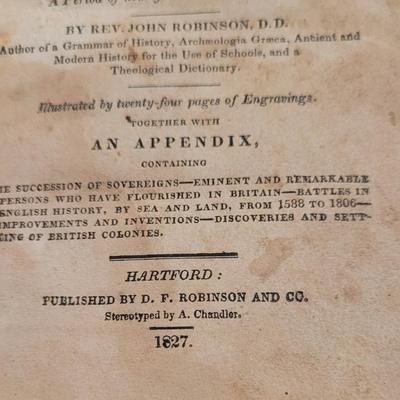 A Period of
BY REV. JOHN ROBINSON, D. D.
Author of a Grammar of History, Archæologia Græca, Antient and
Modern History for the Use of Schools, and a
Theological Dictionary.
Illustrated by twenty-four pages of Engravings.
TOGETHER WITH
AN APPENDIX,
CONTAINING
HE SUCCESSION OF SOVEREIGNS—EMINENT AND REMARKABLE
PERSONS WHO HAVE FLOURISHED IN BRITAIN—BATTLES IN
ENGLISH HISTORY, BY SEA AND LAND, FROM 1588 TO 1806—
IMPROVEMENTS AND INVENTIONS—DISCOVERIES AND SETT-
ING OF BRITISH COLONIES.
HARTFORD:
PUBLISHED BY D. F. ROBINSON AND CO.
Stereotyped by A. Chandler.
1827.